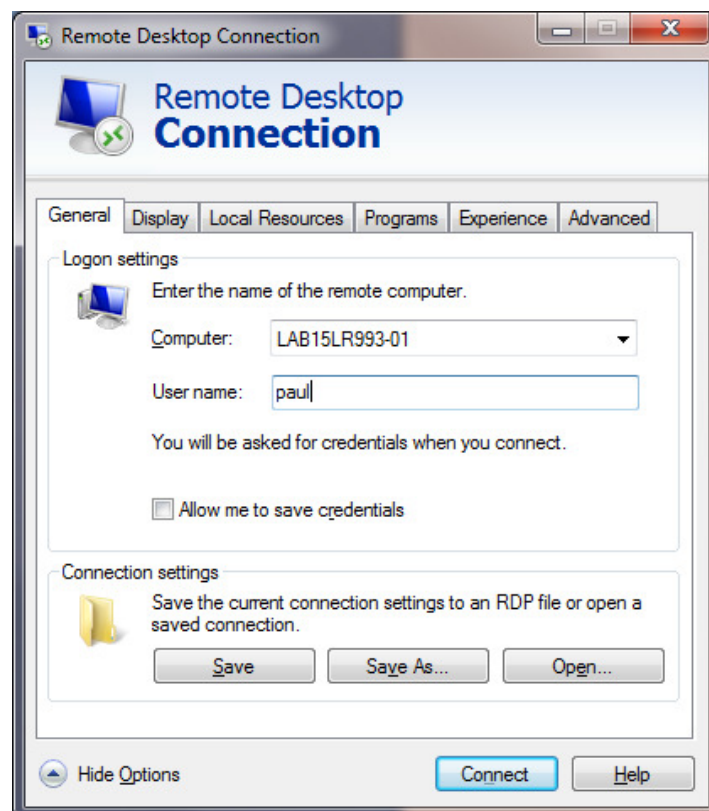 Remote Desktop Connection
Remote Desktop
Connection
General Display Local Resources Programs Experience Advanced
Logon settings
Enter the name of the remote computer.
Computer: LAB15LR993-01
User name: paul
You will be asked for credentials when you connect.
Allow me to save credentials
Connection settings
Save the current connection settings to an RDP file or open a
saved connection.
Save Save As... Open...
Hide Options Connect Help